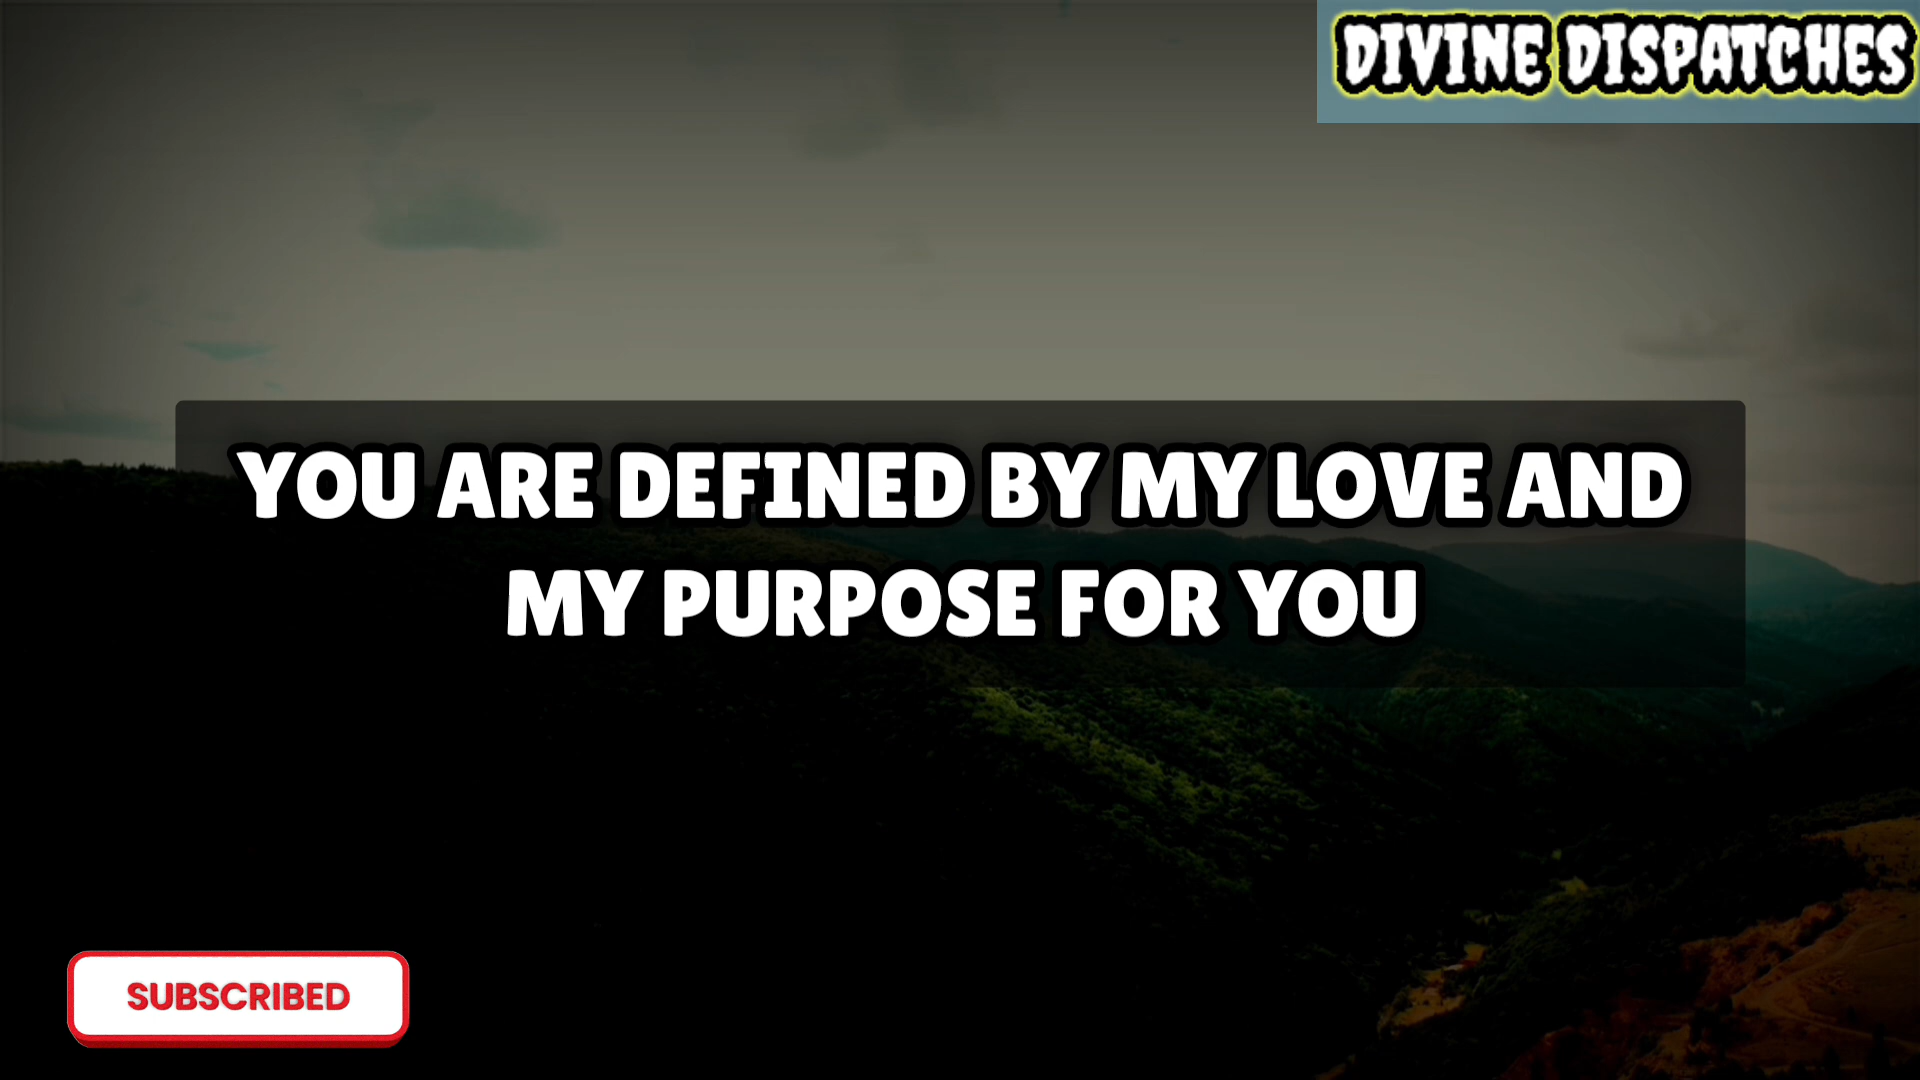 DIVINE DISPATCHES
YOU ARE DEFINED BY MY LOVE AND
MY PURPOSE FOR YOU
SUBSCRIBED